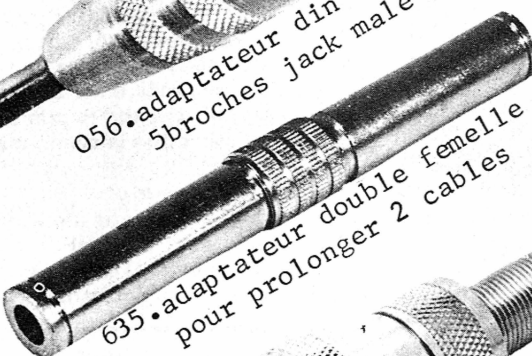 056.adaptateur din
5broches jack male
635.adaptateur double femelle
pour prolonger 2 cables